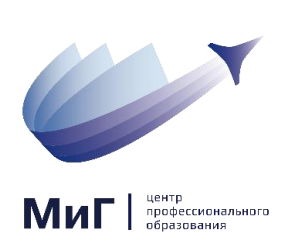 МиГ
центр
профессионального
образования